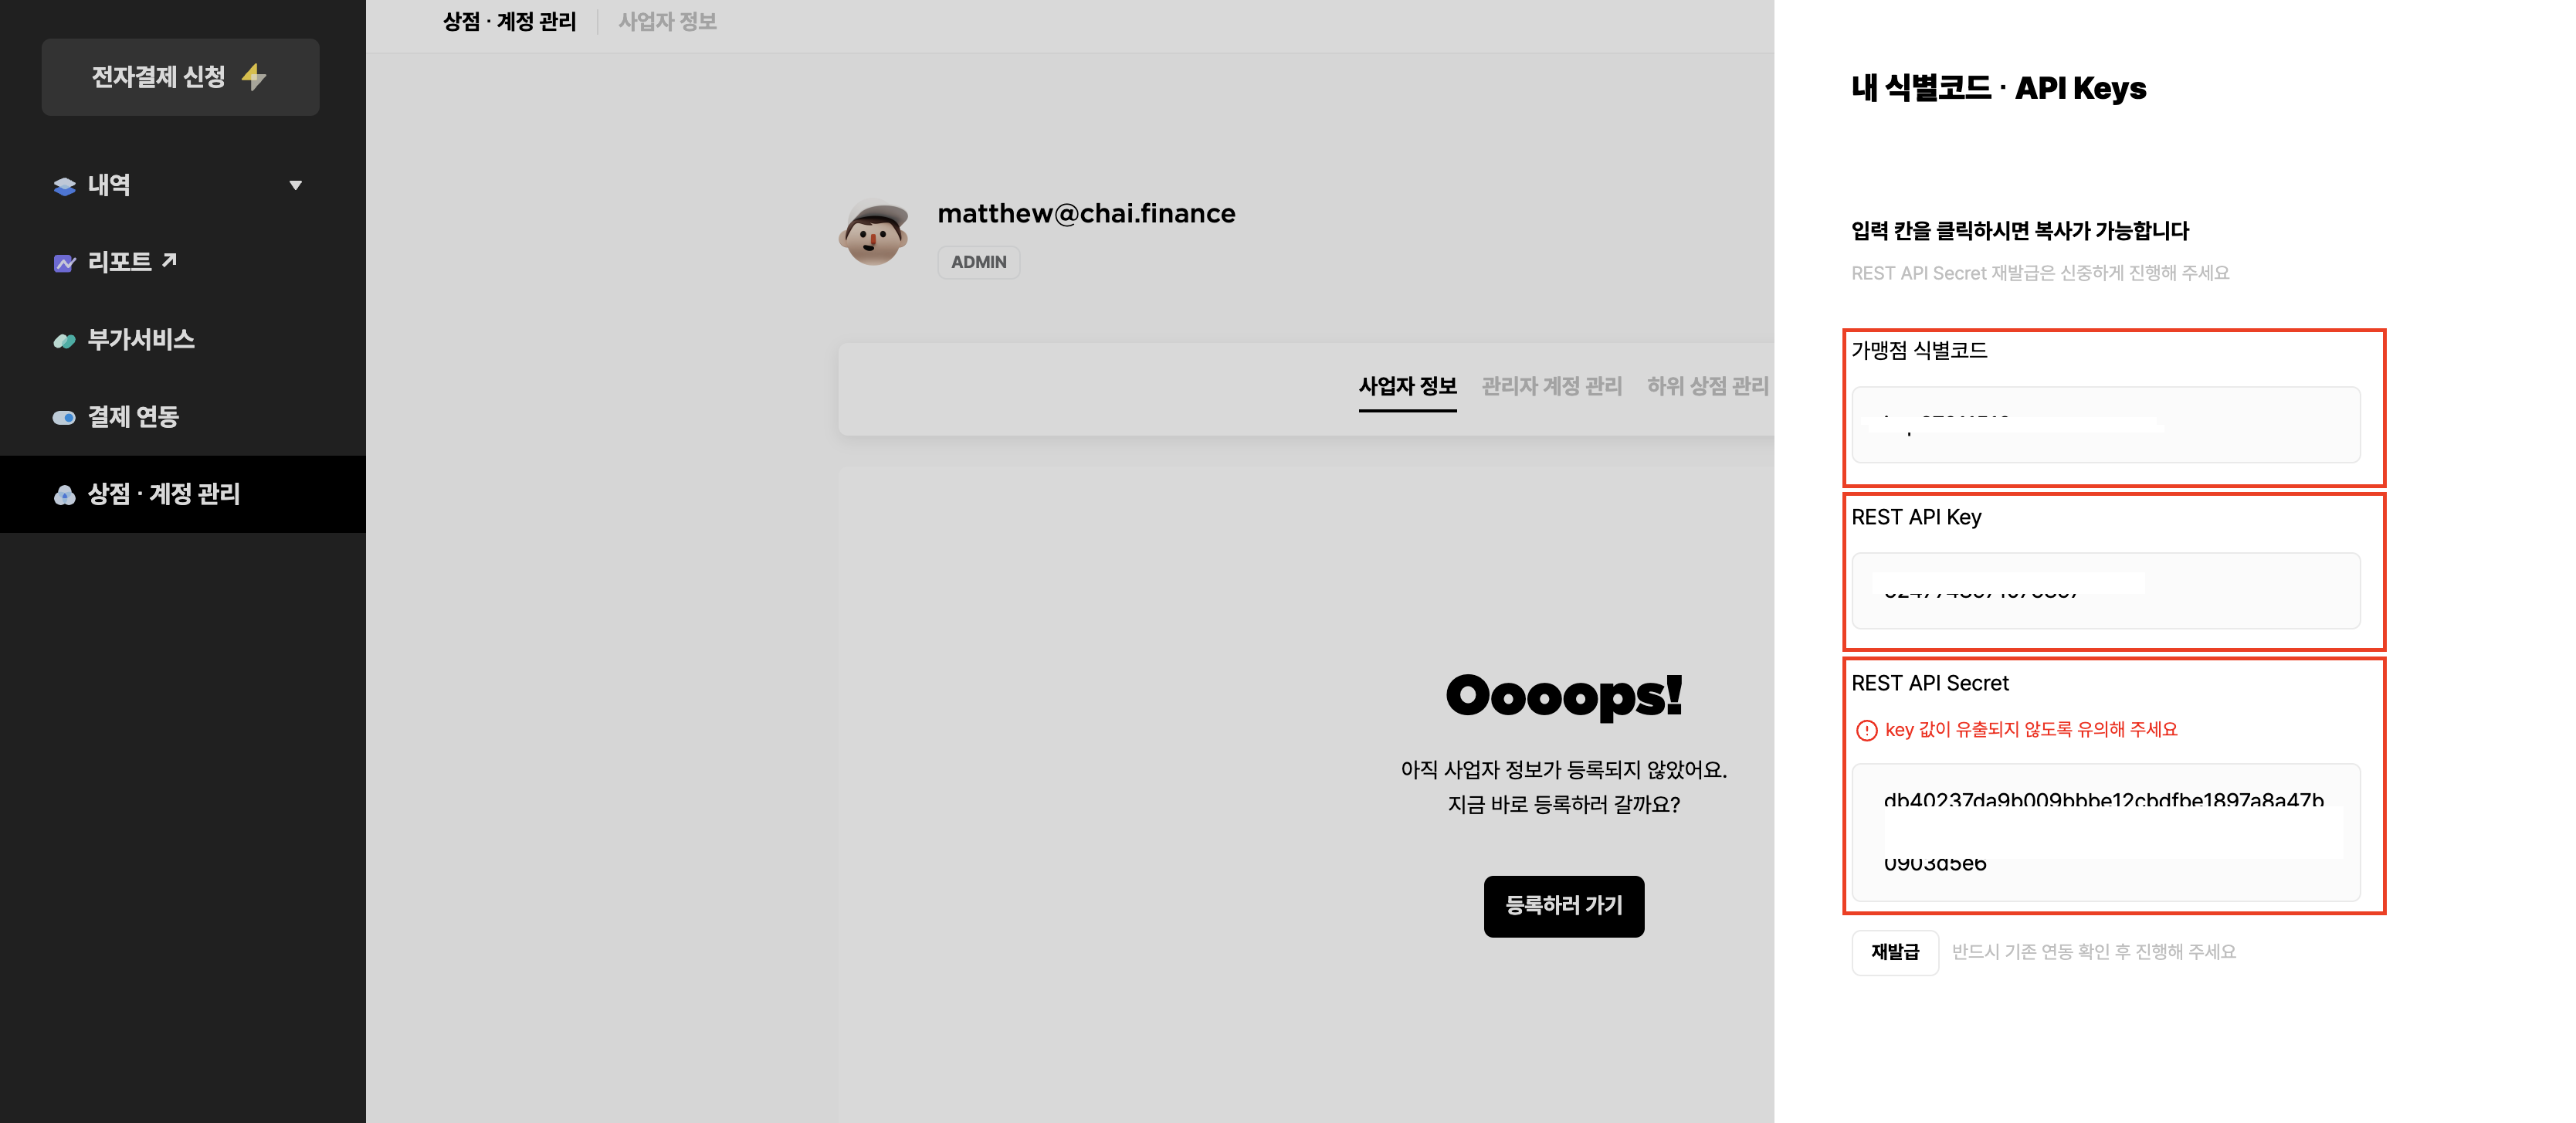 전자결제 신청
내역
리포트 ↗
부가서비스
결제 연동
상점 · 계정 관리
상점 · 계정 관리 | 사업자 정보
matthew@chai.finance
ADMIN
사업자 정보 관리자 계정 관리 하위 상점 관리
Oooops!
아직 사업자 정보가 등록되지 않았어요.
지금 바로 등록하러 갈까요?
등록하러 가기
내 식별코드 · API Keys
입력 칸을 클릭하시면 복사가 가능합니다
REST API Secret 재발급은 신중하게 진행해 주세요
가맹점 식별코드
REST API Key
REST API Secret
key 값이 유출되지 않도록 유의해 주세요
재발급 반드시 기존 연동 확인 후 진행해 주세요